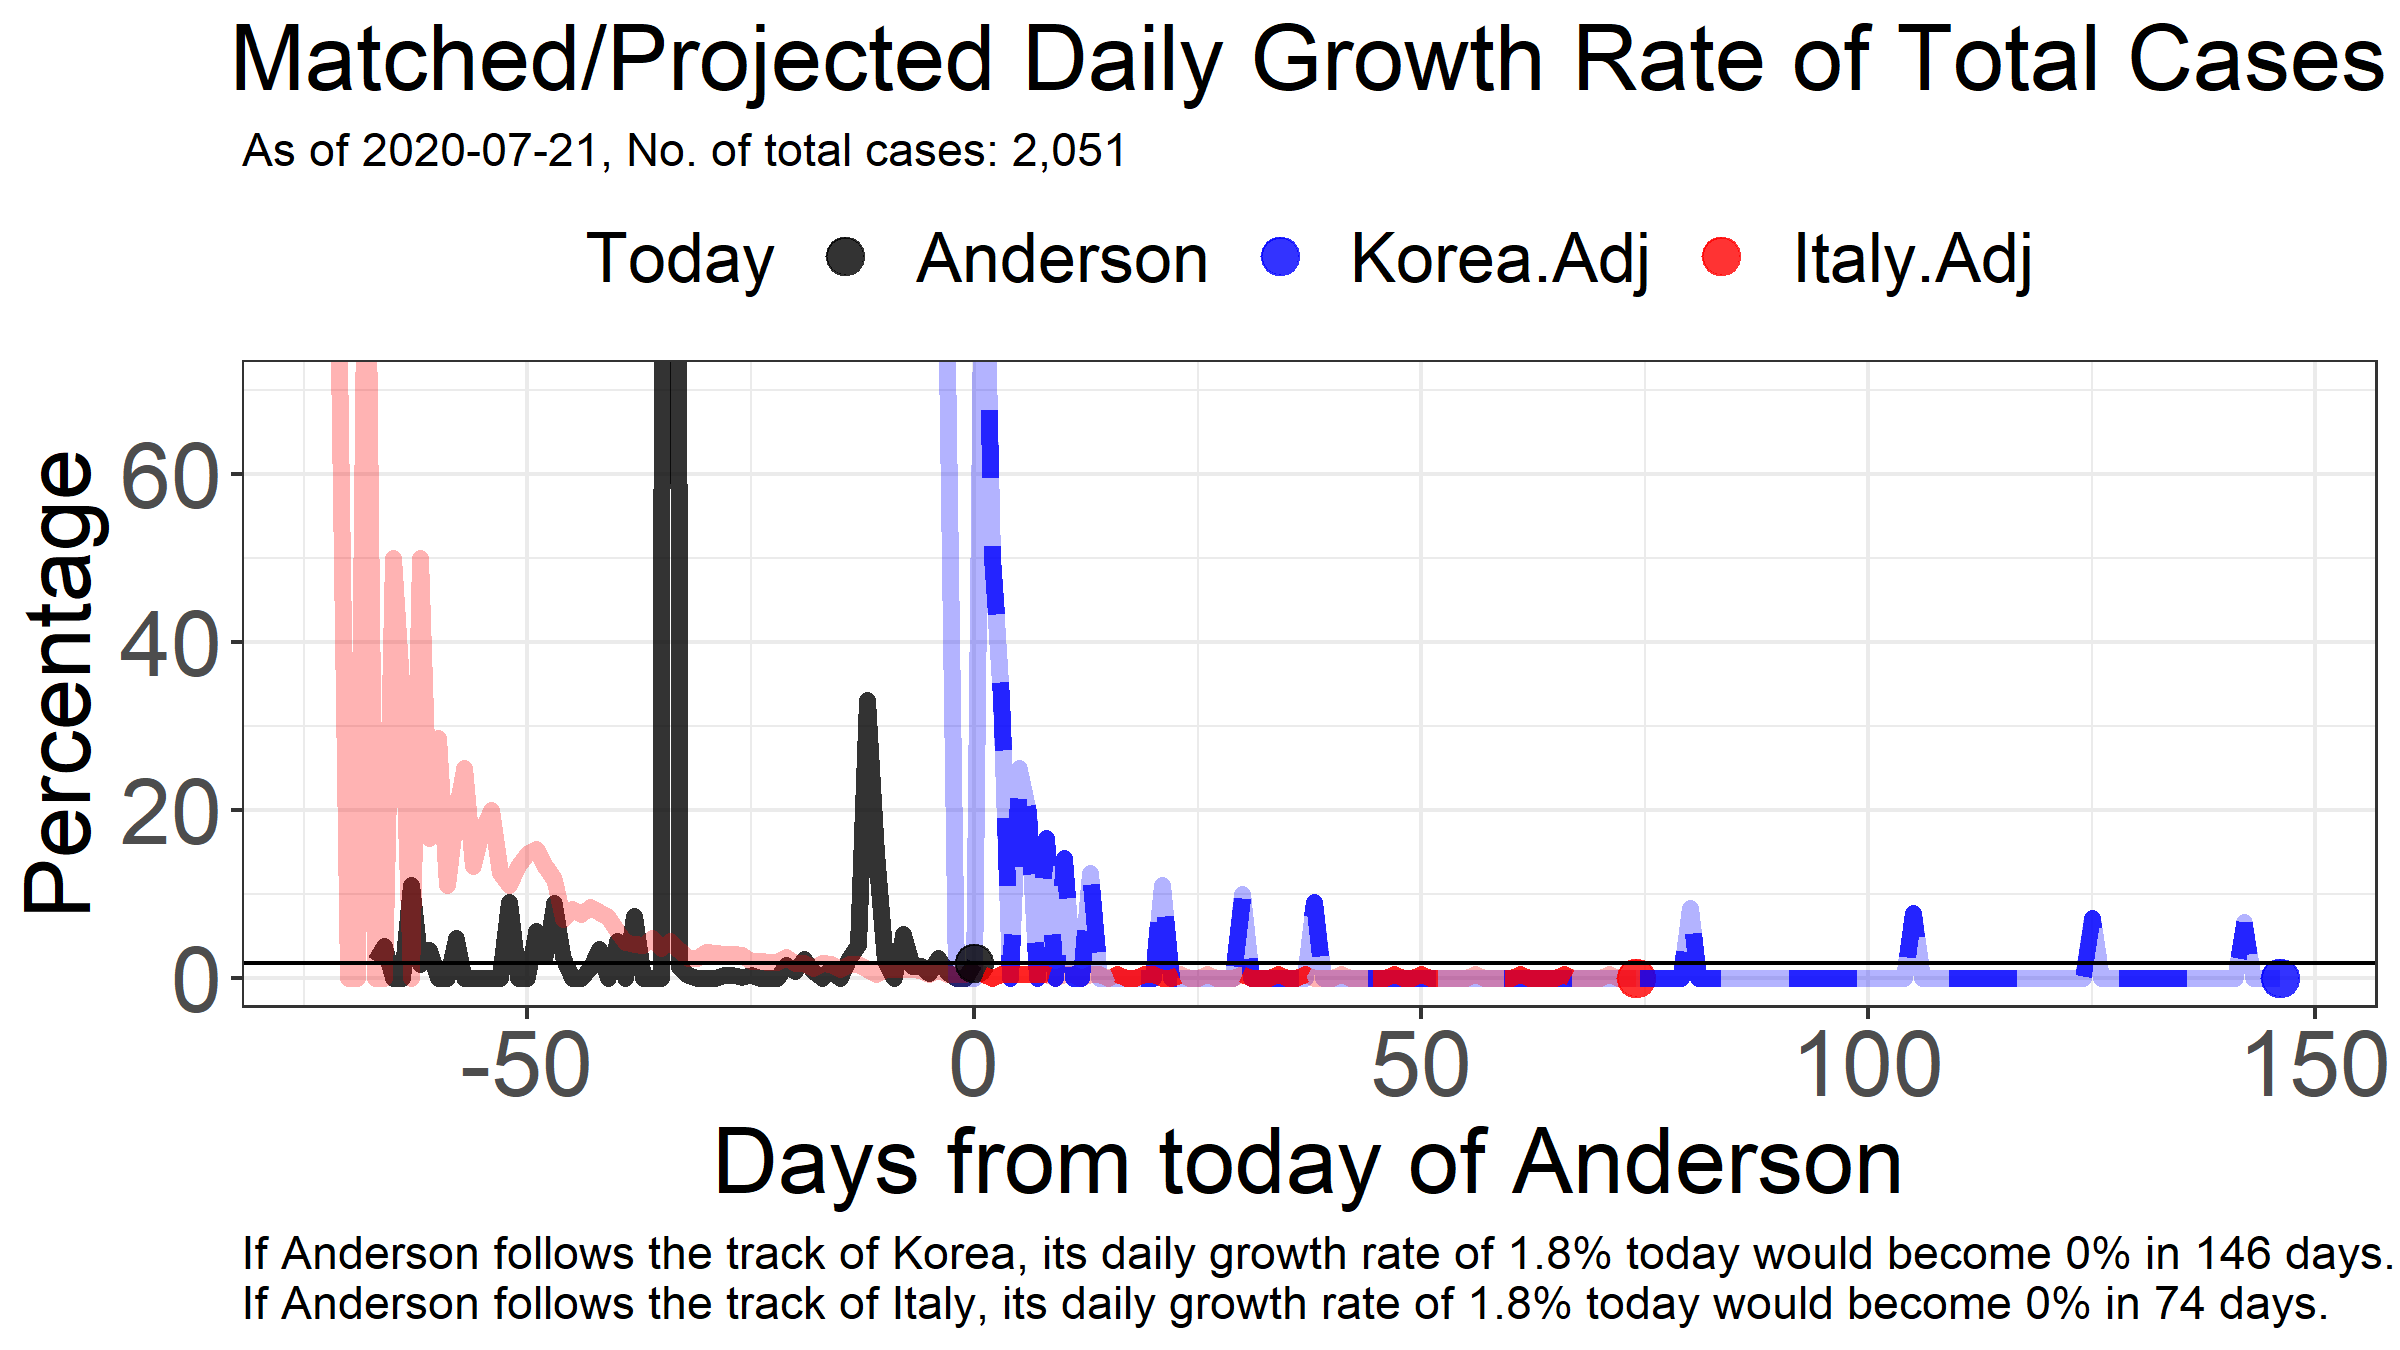 Matched/Projected Daily Growth Rate of Total Cases
As of 2020-07-21, No. of total cases: 2,051
Today Anderson Korea.Adj Italy.Adj
Percentage
60
40
20
0
-50 0 50 100 150
Days from today of Anderson
If Anderson follows the track of Korea, its daily growth rate of 1.8% today would become 0% in 146 days.
If Anderson follows the track of Italy, its daily growth rate of 1.8% today would become 0% in 74 days.